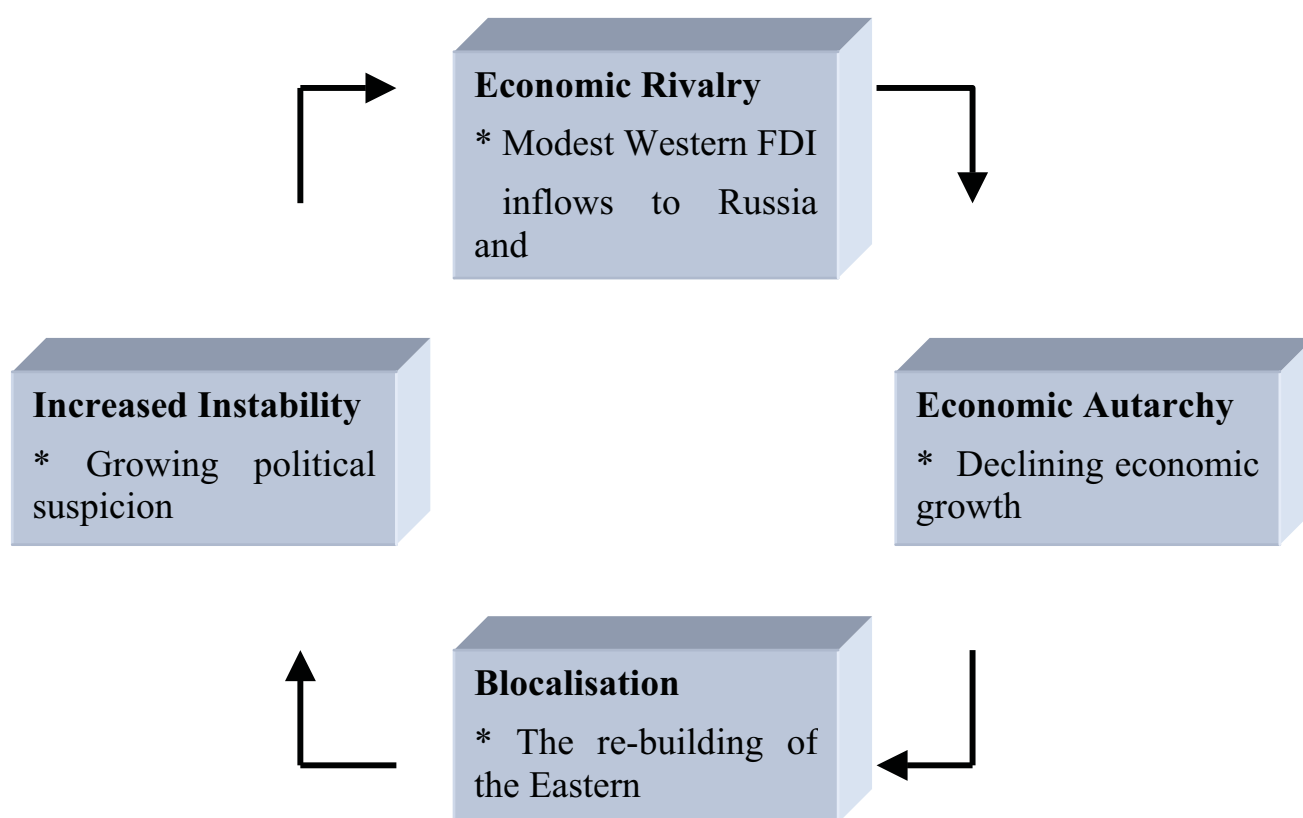 Economic Rivalry
* Modest Western FDI
inflows to Russia
and
Increased Instability
* Growing political
suspicion
Economic Autarchy
* Declining economic
growth
Blocalisation
* The re-building of
the Eastern